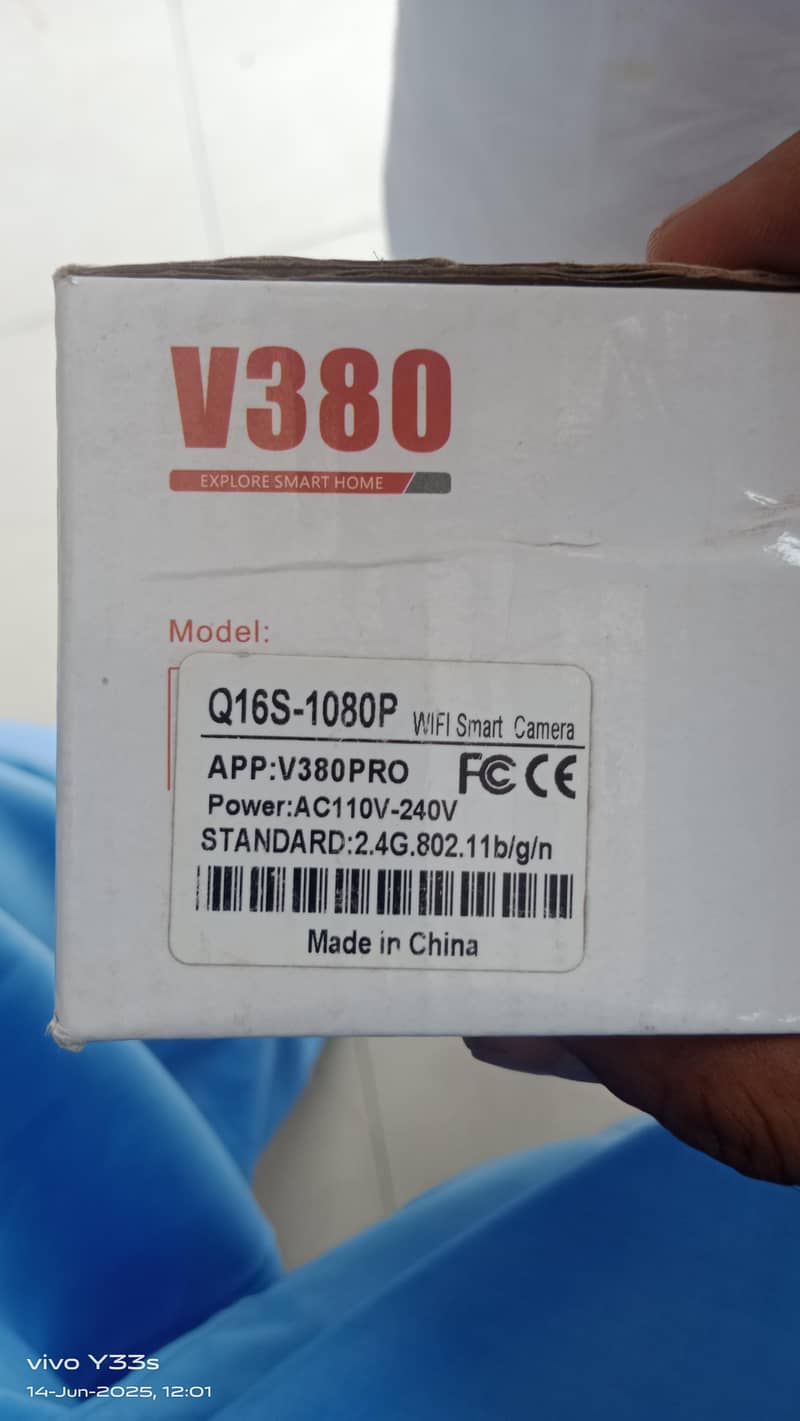 V380
EXPLORE SMART HOME
Model:
Q16S-1080P WIFI Smart Camera
APP:V380PRO FC CE
Power:AC110V-240V
STANDARD:2.4G.802.11b/g/n
Made in China
vivo Y33s
14-Jun-2025, 12:01